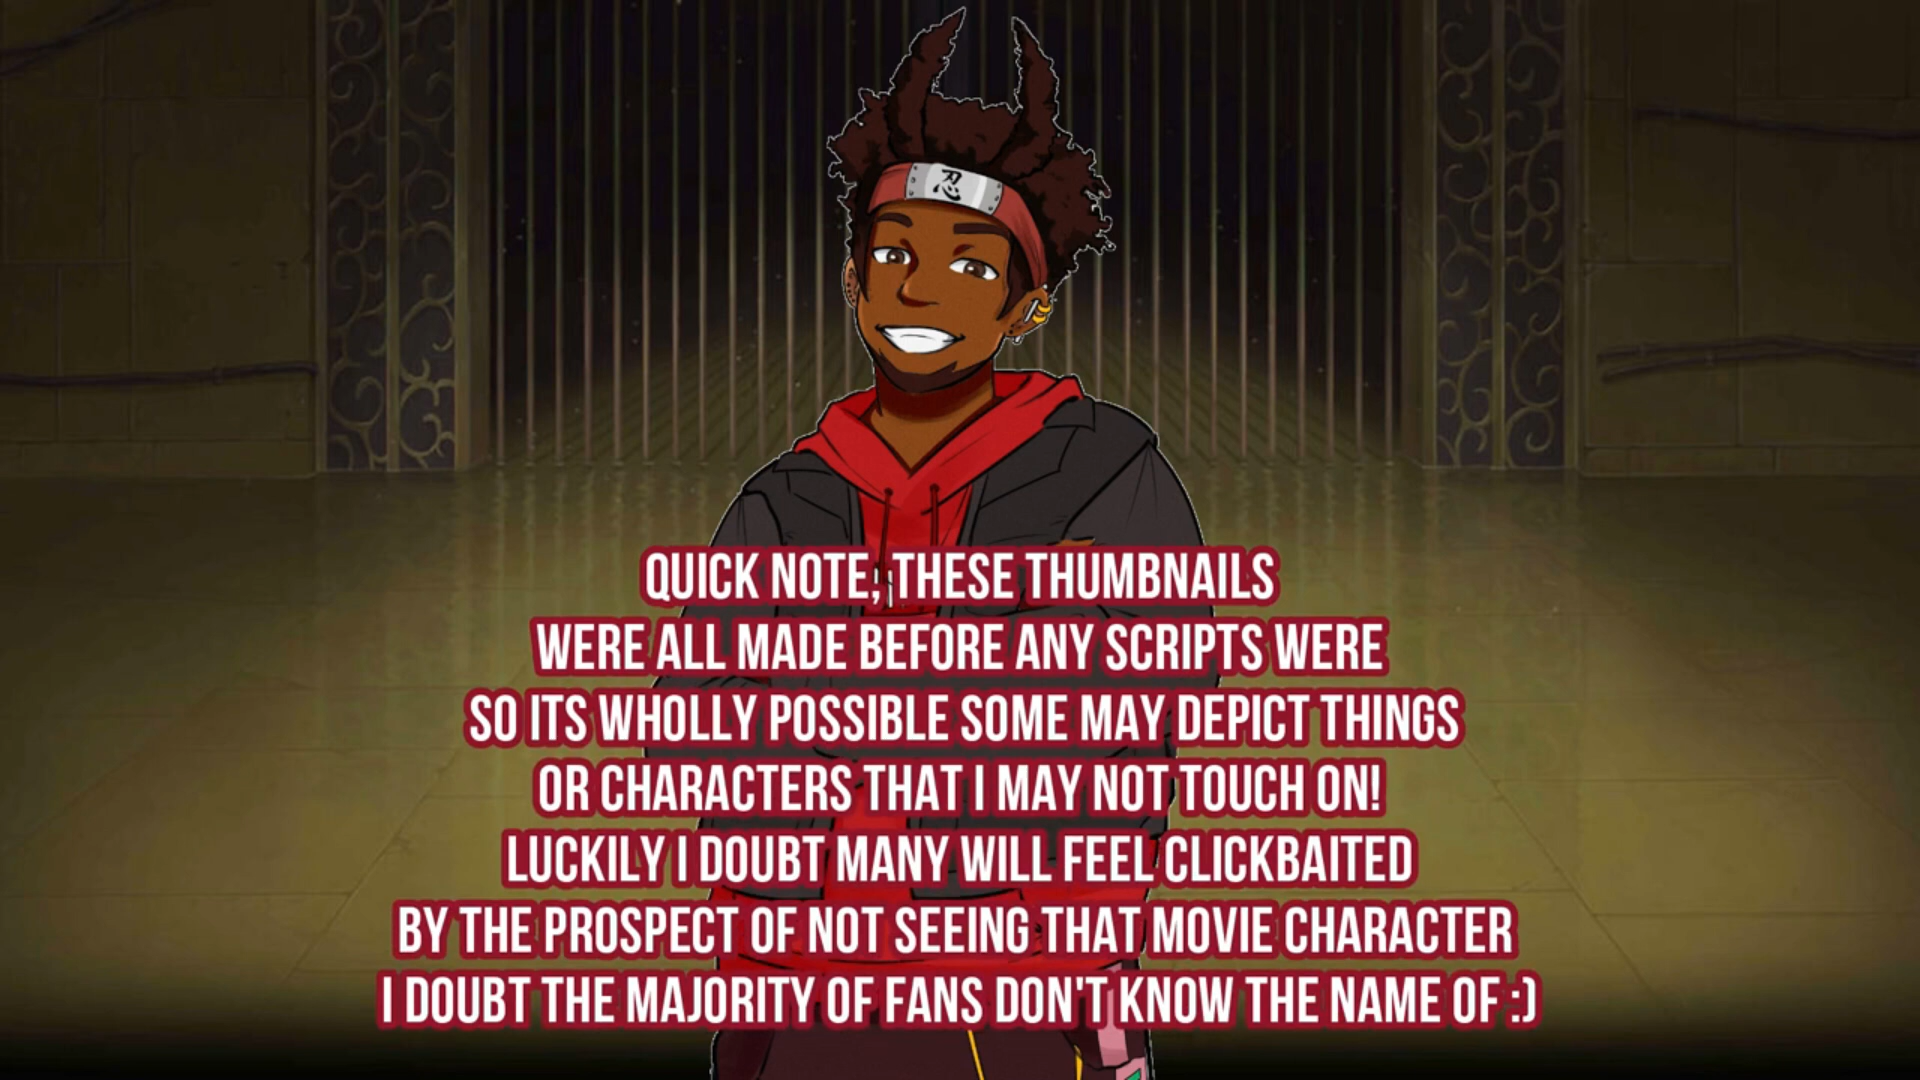 忍
QUICK NOTE, THESE THUMBNAILS
WERE ALL MADE BEFORE ANY SCRIPTS WERE
SO ITS WHOLLY POSSIBLE SOME MAY DEPICT THINGS
OR CHARACTERS THAT I MAY NOT TOUCH ON!
LUCKILY I DOUBT MANY WILL FEEL CLICKBAITED
BY THE PROSPECT OF NOT SEEING THAT MOVIE CHARACTER
I DOUBT THE MAJORITY OF FANS DON'T KNOW THE NAME OF :)